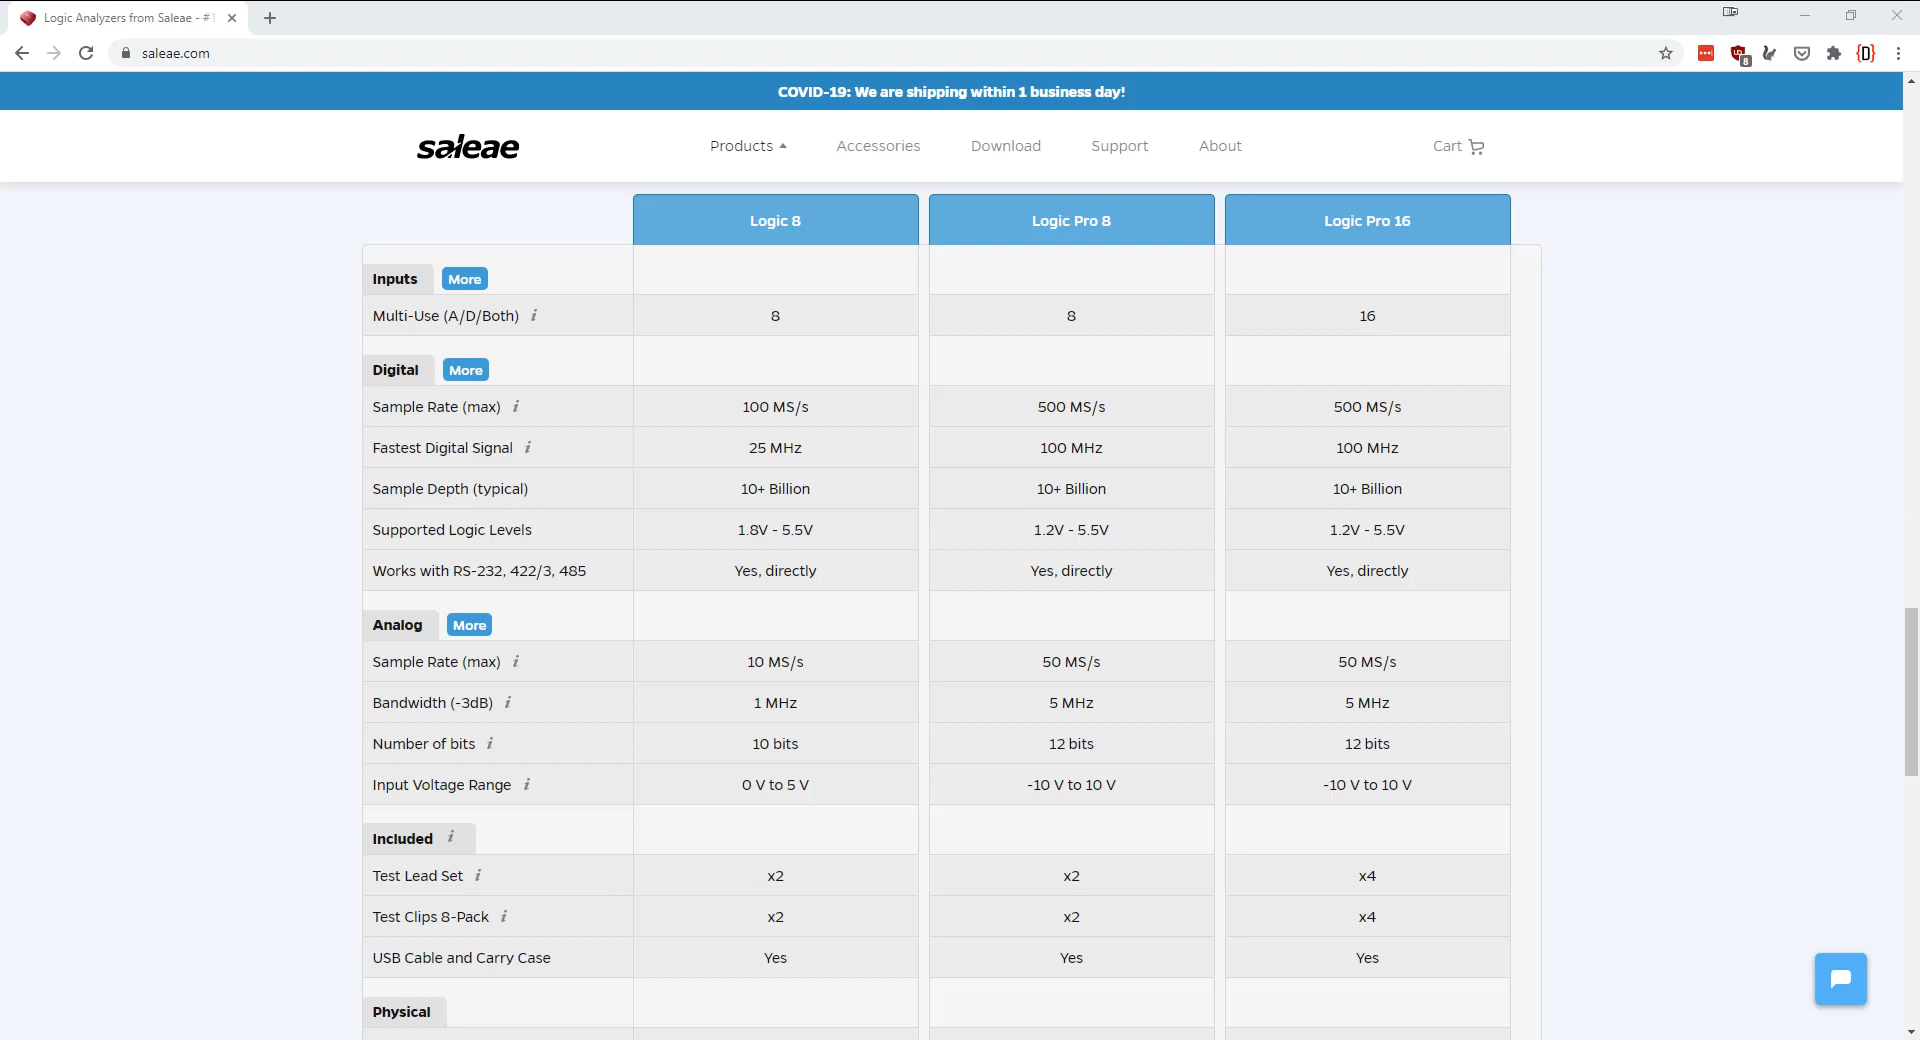 Logic Analyzers from Saleae - #1
saleae.com
8
COVID-19: We are shipping within 1 business day!
saleae Products Accessories Download Support About Cart
Logic 8 Logic Pro 8 Logic Pro 16
Inputs More
Multi-Use (A/D/Both) i 8 8 16
Digital More
Sample Rate (max) i 100 MS/s 500 MS/s 500 MS/s
Fastest Digital Signal i 25 MHz 100 MHz 100 MHz
Sample Depth (typical) 10+ Billion 10+ Billion 10+ Billion
Supported Logic Levels 1.8V - 5.5V 1.2V - 5.5V 1.2V - 5.5V
Works with RS-232, 422/3, 485 Yes, directly Yes, directly Yes, directly
Analog More
Sample Rate (max) i 10 MS/s 50 MS/s 50 MS/s
Bandwidth (-3dB) i 1 MHz 5 MHz 5 MHz
Number of bits i 10 bits 12 bits 12 bits
Input Voltage Range i 0 V to 5 V -10 V to 10 V -10 V to 10 V
Included i
Test Lead Set i x2 x2 x4
Test Clips 8-Pack i x2 x2 x4
USB Cable and Carry Case Yes Yes Yes
Physical